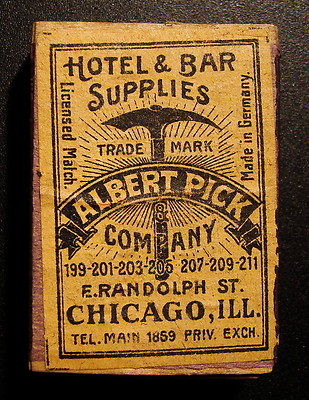 HOTEL & BAR
SUPPLIES
Licensed Match.
Made in Germany.
TRADE MARK
ALBERT PICK
&
COMPANY
199-201-203-205 207-209-211
E. RANDOLPH ST.
CHICAGO, ILL.
TEL. MAIN 1859 PRIV. EXCH.